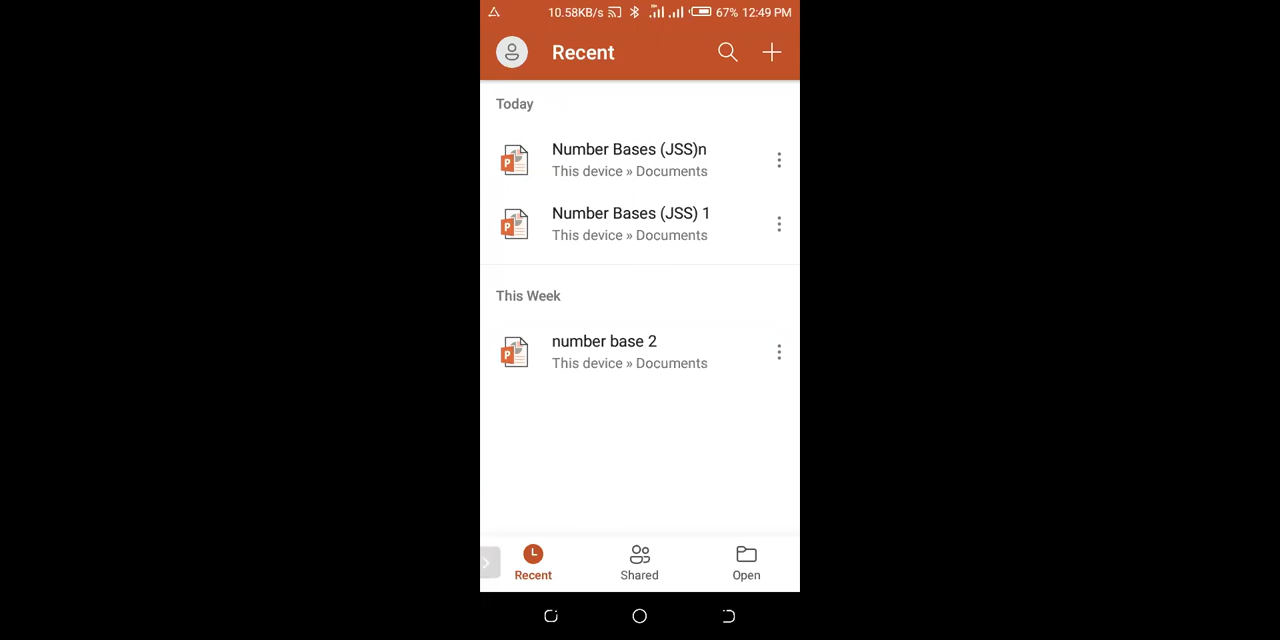 10.58KB/s 67% 12:49 PM
Recent
Today
Number Bases (JSS)n
This device » Documents
Number Bases (JSS) 1
This device » Documents
This Week
number base 2
This device » Documents
Recent Shared Open